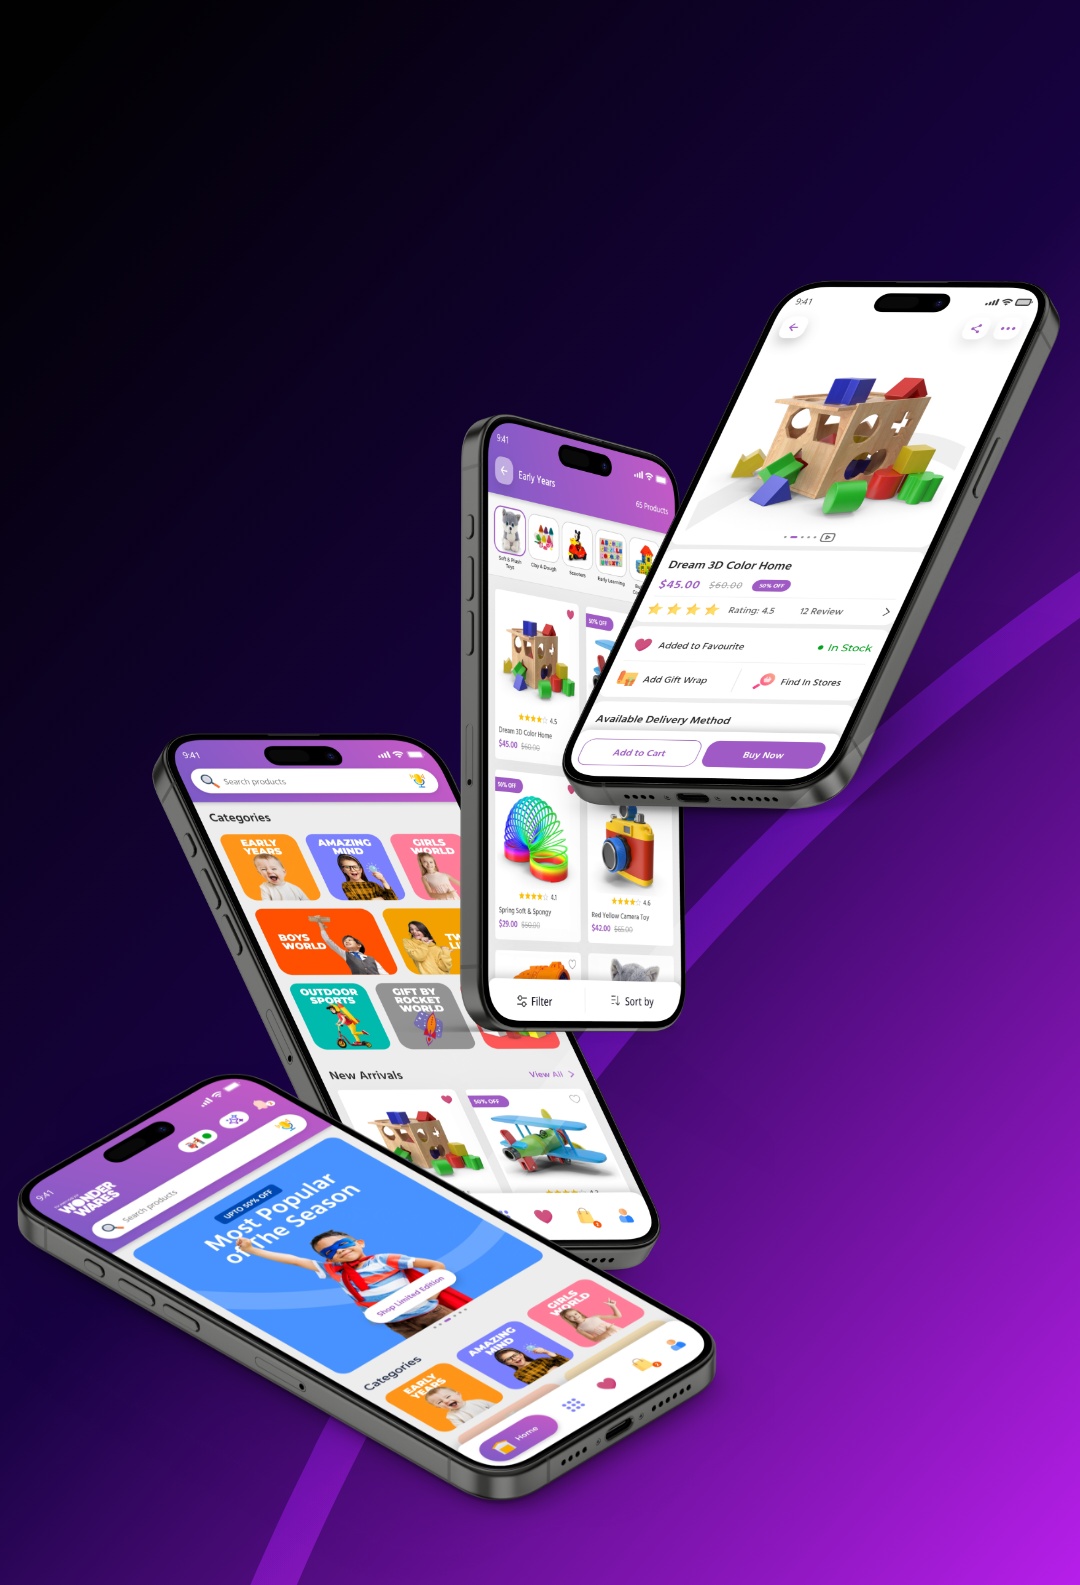 9:41
Dream 3D Color Home
$45.00 $60.00 50% OFF
Rating: 4.5 12 Review
Added to Favourite
In Stock
Add Gift Wrap
Find In Stores
Available Delivery Method
Add to Cart
Buy Now
9:41
Early Years
65 Products
Soft & Plush
Toys
Clay & Dough
Scooters
Early Learning
50% OFF
4.5
Dream 3D Color Home
$45.00 $60.00
50% OFF
4.1
Spring Soft & Spongy
$29.00
4.6
Red Yellow Camera Toy
$42.00 $65.00
Filter
Sort by
9:41
Search products
Categories
EARLY
YEARS
AMAZING
MIND
GIRLS
WORLD
BOYS
WORLD
OUTDOOR
SPORTS
GIFT BY
ROCKET
WORLD
New Arrivals
View All
50% OFF
9:41
WONDER
WARES
Search products
UPTO 50% OFF
Most Popular
of The Season
Shop Limited Edition
Categories
EARLY
YEARS
AMAZING
MIND
GIRLS
WORLD
Home